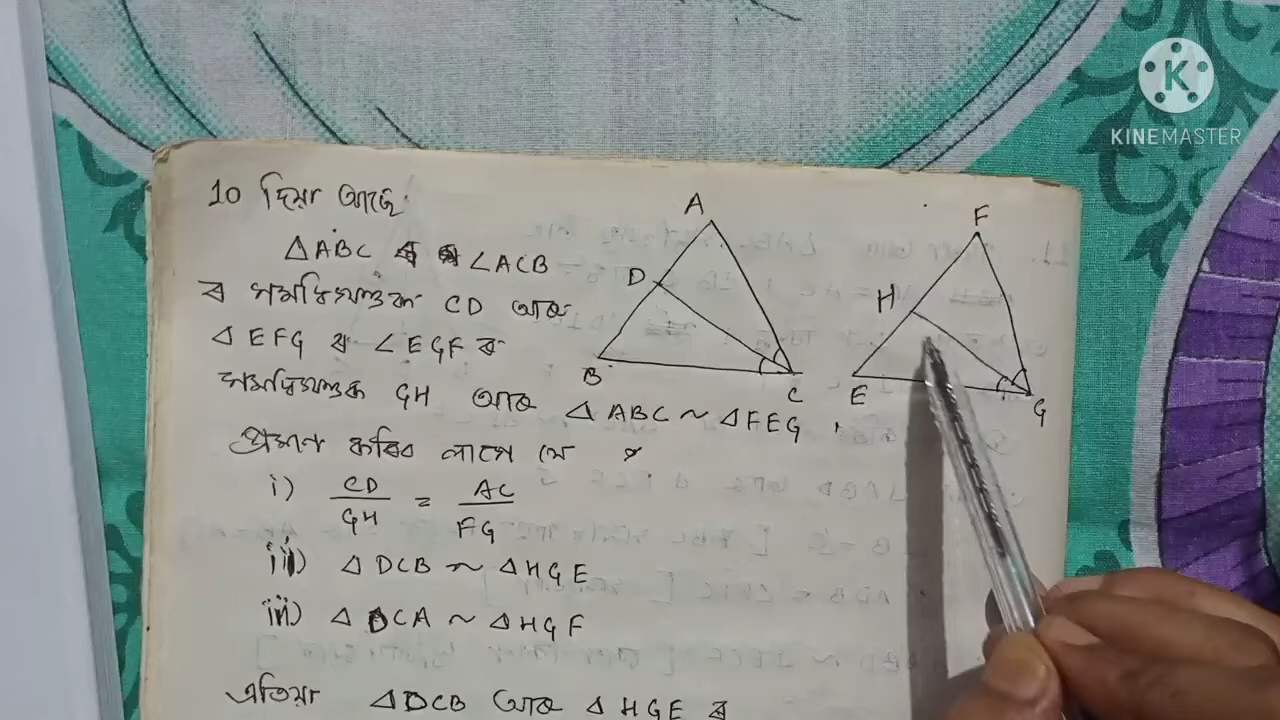 10 দিয়া আছে
△ABC ৰ ∠ACB
ৰ সমদ্বিখণ্ডক CD আৰু
△EFG ৰ ∠EGF ৰ
সমদ্বিখণ্ডক GH আৰু △ABC ~ △FEG ,
প্ৰমাণ কৰিব লাগে যে
i) CD/GH = AC/FG
ii) △DCB ~ △HGE
iii) △DCA ~ △HGF
এতিয়া △DCB আৰু △HGE ৰ
A
D
B
C
F
H
E
G
K
KINEMASTER